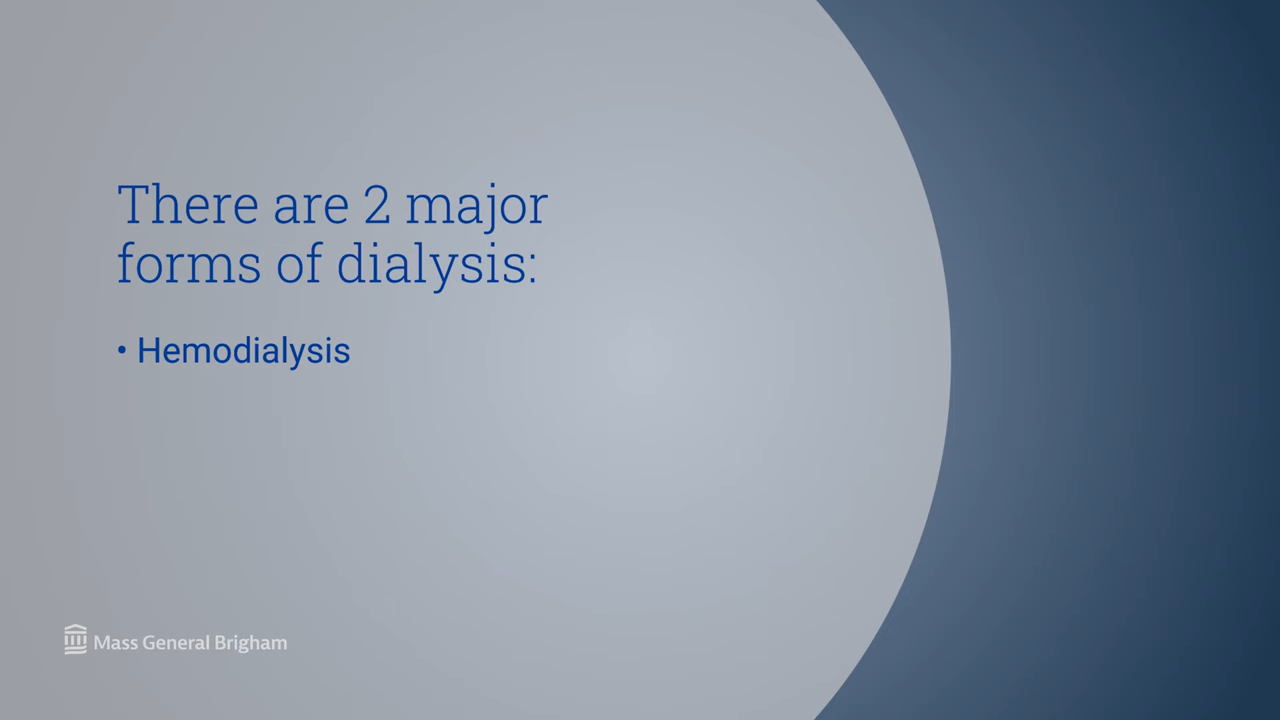 There are 2 major
forms of dialysis:
• Hemodialysis
Mass General Brigham